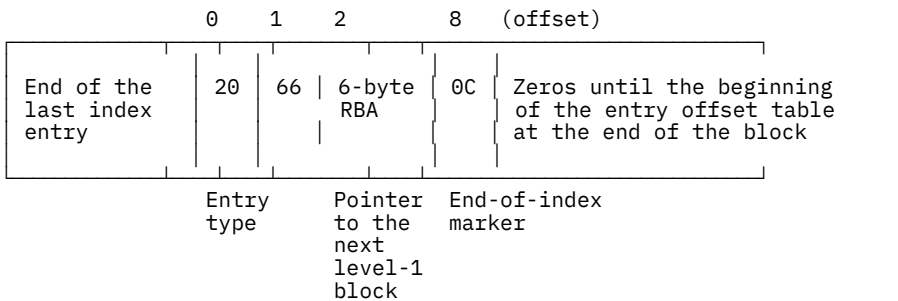 0 1 2 8 (offset)
End of the 20 66 6-byte 0C Zeros until the beginning
last index RBA of the entry offset table
entry at the end of the block
Entry Pointer End-of-index
type to the marker
next
level-1
block